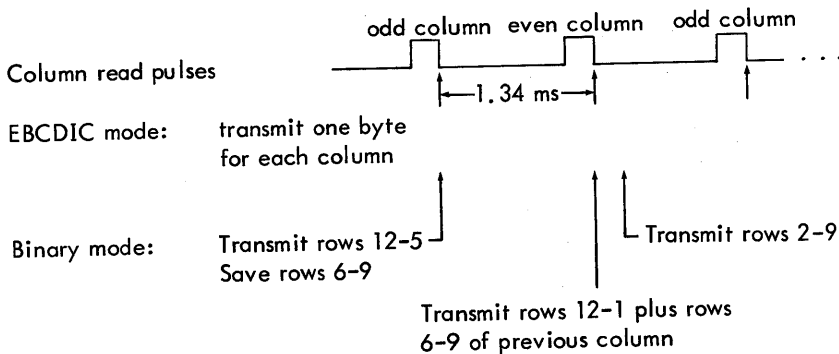 odd column even column odd column
Column read pulses
. . .
1.34 ms
EBCDIC mode: transmit one byte
for each column
Binary mode: Transmit rows 12-5
Transmit rows 2-9
Save rows 6-9
Transmit rows 12-1 plus rows
6-9 of previous column